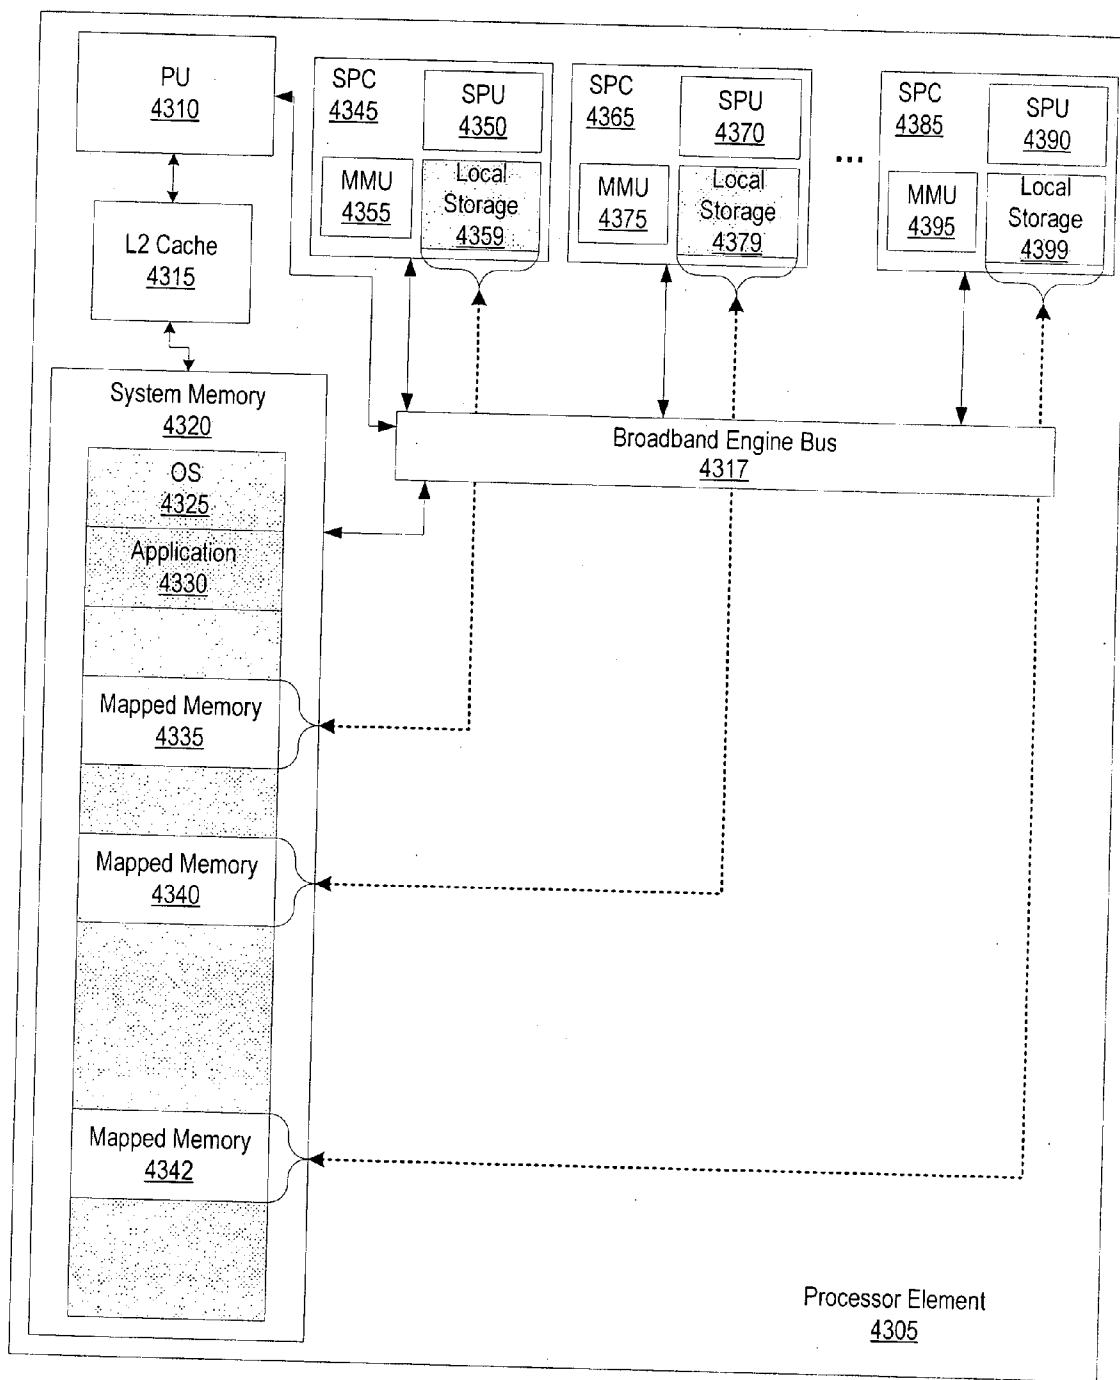 PU
4310
L2 Cache
4315
SPC
4345
SPU
4350
MMU
4355
Local
Storage
4359
SPC
4365
SPU
4370
MMU
4375
Local
Storage
4379
...
SPC
4385
SPU
4390
MMU
4395
Local
Storage
4399
Broadband Engine Bus
4317
System Memory
4320
OS
4325
Application
4330
Mapped Memory
4335
Mapped Memory
4340
Mapped Memory
4342
Processor Element
4305